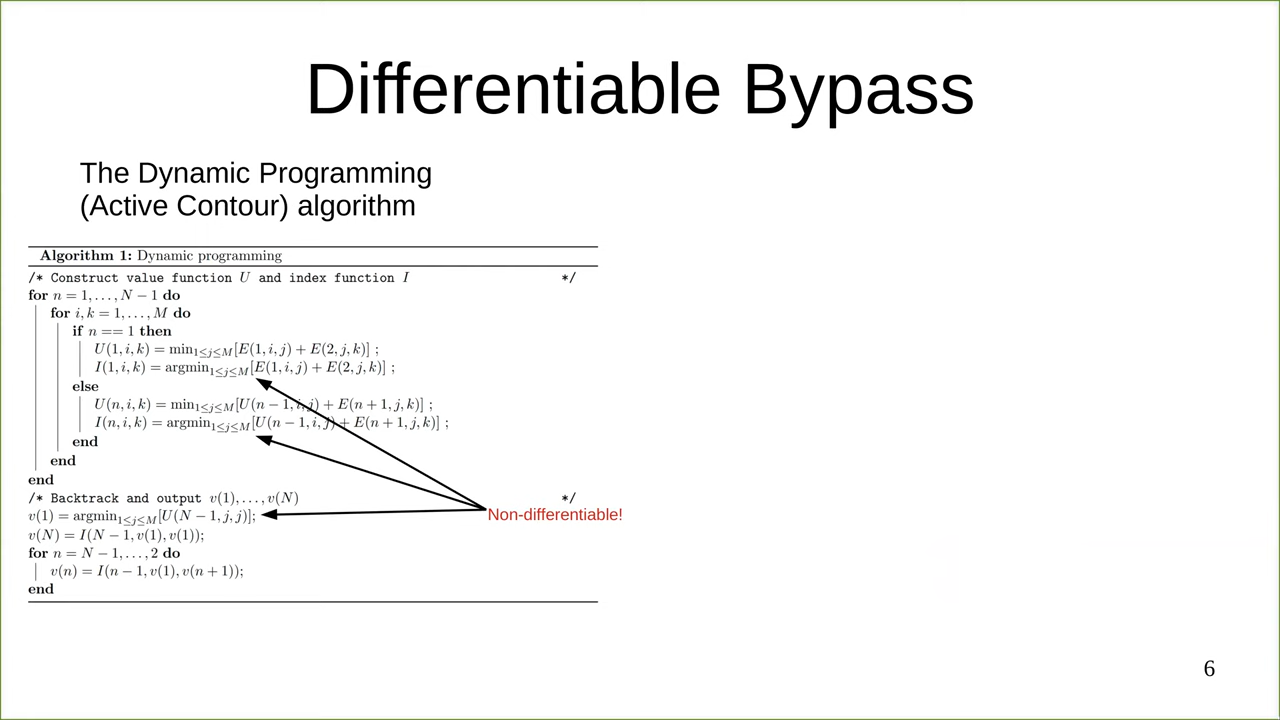 Differentiable Bypass
The Dynamic Programming
(Active Contour) algorithm
Algorithm 1: Dynamic programming
/* Construct value function U and index function I */
for n = 1, . . . , N − 1 do
for i, k = 1, . . . , M do
if n == 1 then
U(1, i, k) = min₁≤j≤M[E(1, i, j) + E(2, j, k)] ;
I(1, i, k) = argmin₁≤j≤M[E(1, i, j) + E(2, j, k)] ;
else
U(n, i, k) = min₁≤j≤M[U(n − 1, i, j) + E(n + 1, j, k)] ;
I(n, i, k) = argmin₁≤j≤M[U(n − 1, i, j) + E(n + 1, j, k)] ;
end
end
end
/* Backtrack and output v(1), . . . , v(N) */
v(1) = argmin₁≤j≤M[U(N − 1, j, j)];
Non-differentiable!
v(N) = I(N − 1, v(1), v(1));
for n = N − 1, . . . , 2 do
v(n) = I(n − 1, v(1), v(n + 1));
end
6